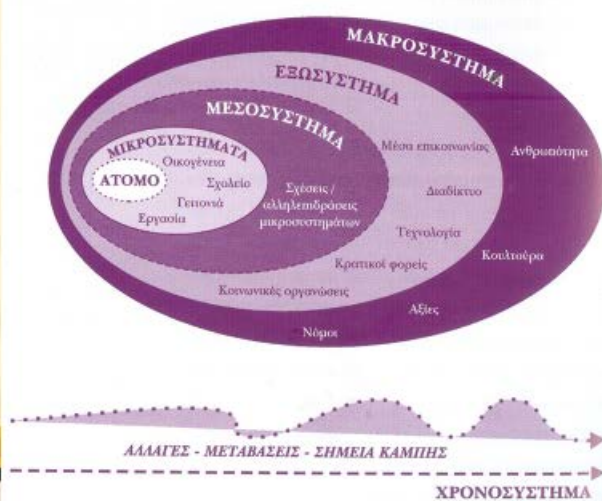 ΜΑΚΡΟΣΥΣΤΗΜΑ
ΕΞΩΣΥΣΤΗΜΑ
ΜΕΣΟΣΥΣΤΗΜΑ
ΜΙΚΡΟΣΥΣΤΗΜΑΤΑ
ΑΤΟΜΟ
Οικογένεια
Σχολείο
Γειτονιά
Εργασία
Σχέσεις /
αλληλεπιδράσεις
μικροσυστημάτων
Μέσα επικοινωνίας
Διαδίκτυο
Τεχνολογία
Κρατικοί φορείς
Κοινωνικές οργανώσεις
Ανθρωπότητα
Κουλτούρα
Αξίες
Νόμοι
ΑΛΛΑΓΕΣ - ΜΕΤΑΒΑΣΕΙΣ - ΣΗΜΕΙΑ ΚΑΜΠΗΣ
ΧΡΟΝΟΣΥΣΤΗΜΑ